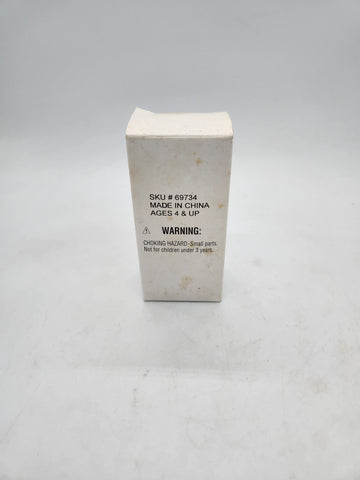 SKU # 69734
MADE IN CHINA
AGES 4 & UP
⚠ WARNING:
CHOKING HAZARD-Small parts.
Not for children under 3 years.